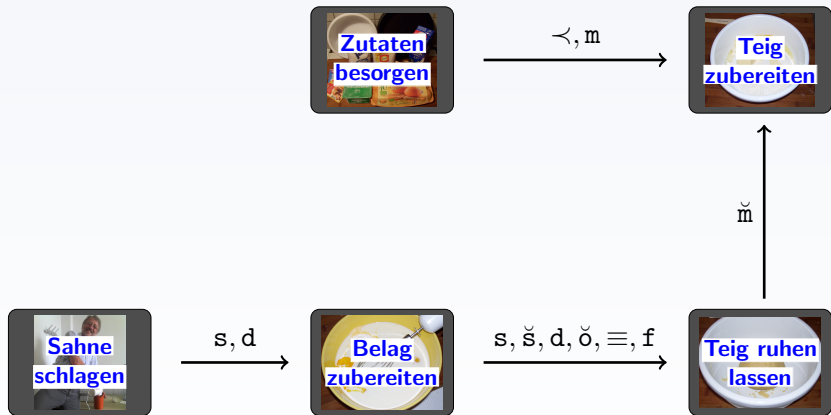 Zutaten
besorgen
≺, m
Teig
zubereiten
m̆
Sahne
schlagen
s, d
Belag
zubereiten
s, s̆, d, ŏ, ≡, f
Teig ruhen
lassen